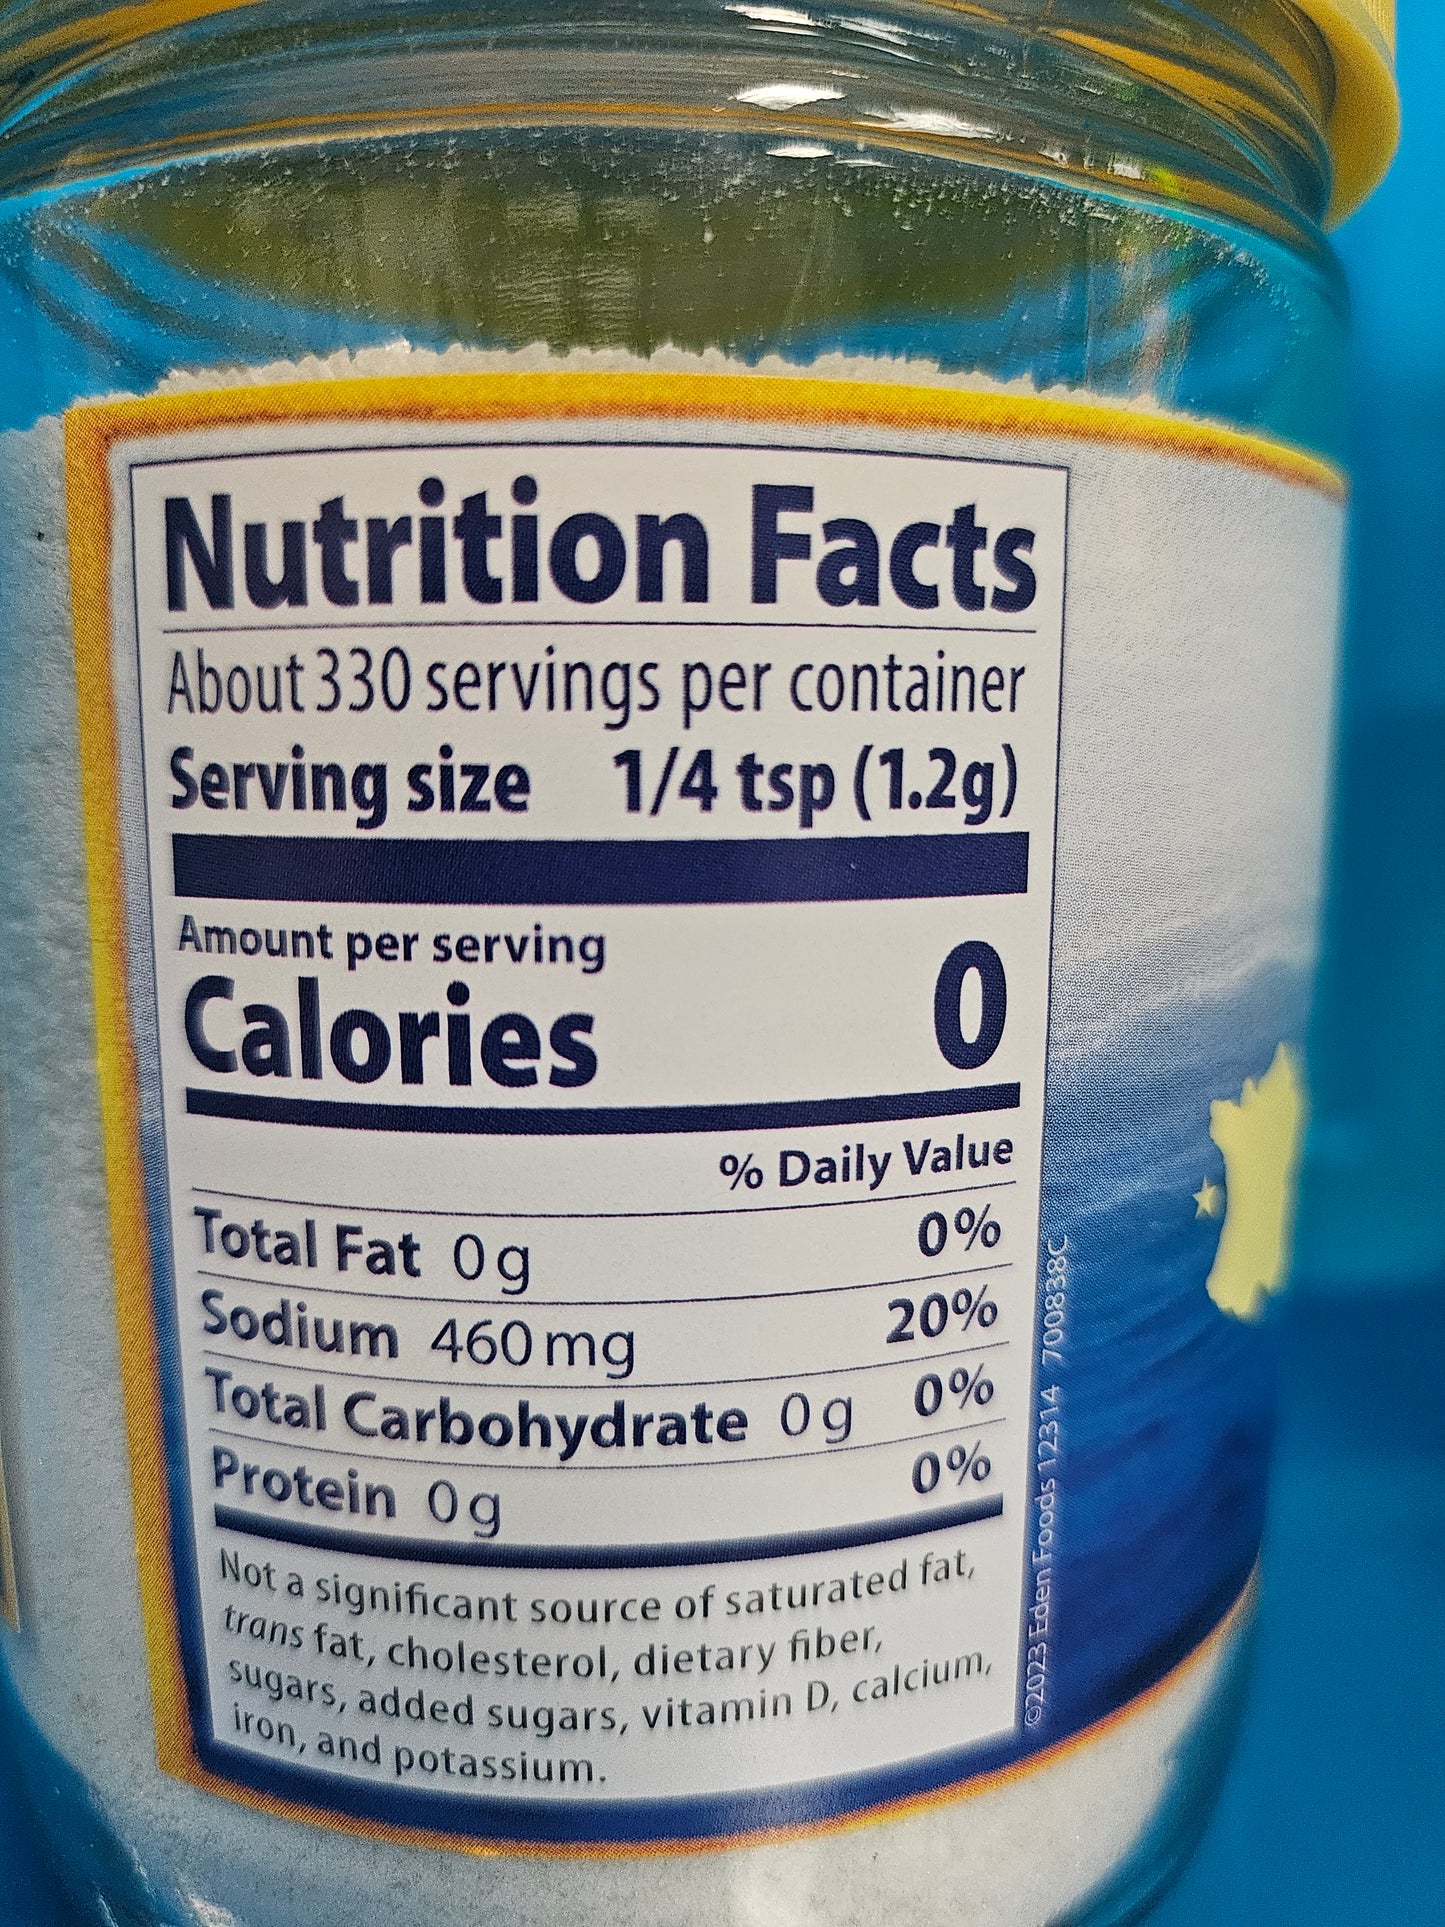 Nutrition Facts
About 330 servings per container
Serving size 1/4 tsp (1.2g)
Amount per serving
Calories 0
% Daily Value
Total Fat 0g 0%
Sodium 460mg 20%
Total Carbohydrate 0g 0%
Protein 0g 0%
Not a significant source of saturated fat,
trans fat, cholesterol, dietary fiber,
sugars, added sugars, vitamin D, calcium,
iron, and potassium.
©2023 Eden Foods 12314 700838C